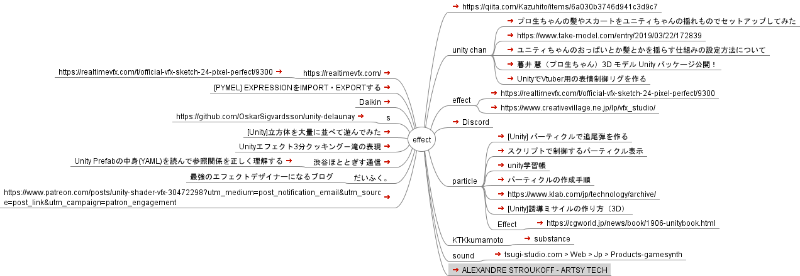 https://qiita.com/Kazuhito/items/6a030b3746d941c3d9c7
unity chan
プロ生ちゃんの髪やスカートをユニティちゃんの揺れものでセットアップしてみた
https://www.take-model.com/entry/2019/03/22/172839
ユニティちゃんのおっぱいとか髪とかを揺らす仕組みの設定方法について
暮井 慧（プロ生ちゃん）3D モデル Unity パッケージ公開！
UnityでVtuber用の表情制御リグを作る
effect
https://realtimevfx.com/t/official-vfx-sketch-24-pixel-perfect/9300
https://www.creativevillage.ne.jp/lp/vfx_studio/
Discord
particle
[Unity] パーティクルで追尾弾を作る
スクリプトで制御するパーティクル表示
unity学習帳
パーティクルの作成手順
https://www.klab.com/jp/technology/archive/
[Unity]誘導ミサイルの作り方（3D）
Effect
https://cgworld.jp/news/book/1906-unitybook.html
KTKkumamoto
substance
sound
tsugi-studio.com > Web > Jp > Products-gamesynth
ALEXANDRE STROUKOFF - ARTSY TECH
effect
https://realtimevfx.com/
https://realtimevfx.com/t/official-vfx-sketch-24-pixel-perfect/9300
[PYMEL] EXPRESSIONをIMPORT・EXPORTする
Daikin
s
https://github.com/OskarSigvardsson/unity-delaunay
[Unity]立方体を大量に並べて遊んでみた
Unityエフェクト3分クッキング ー滝の表現
渋谷ほととぎす通信
Unity Prefabの中身(YAML)を読んで参照関係を正しく理解する
だいふく。
最強のエフェクトデザイナーになるブログ
https://www.patreon.com/posts/unity-shader-vfx-30472298?utm_medium=post_notification_email&utm_sourc
e=post_link&utm_campaign=patron_engagement